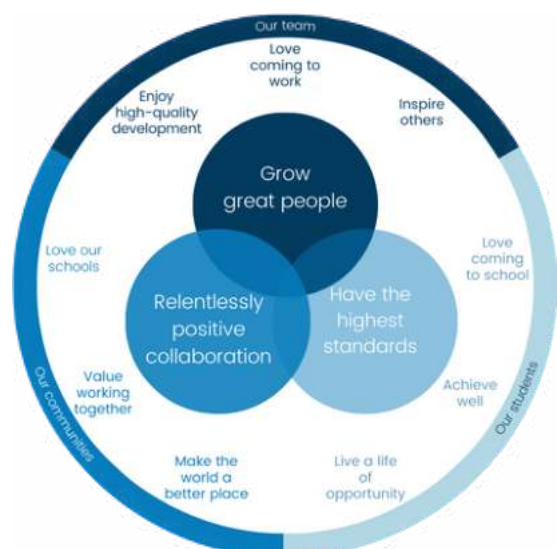 Our team
Love
coming to
work
Enjoy
high-quality
development
Inspire
others
Grow
great people
Love our
schools
Love
coming
to school
Relentlessly
positive
collaboration
Have the
highest
standards
Value
working
together
Achieve
well
Our communities
Our students
Make the
world a
better place
Live a life
of
opportunity